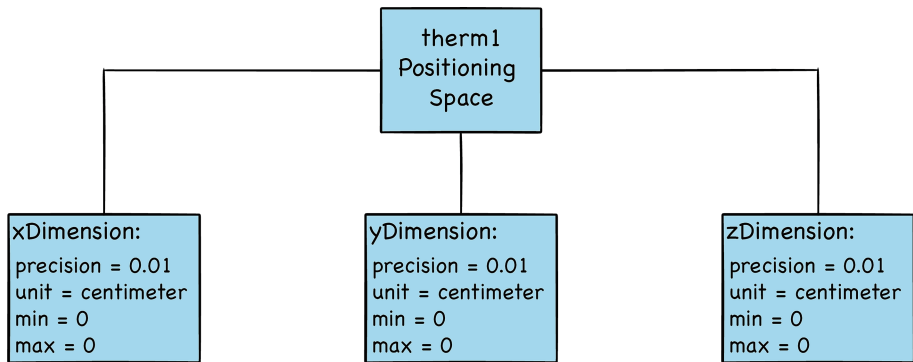 therm1
Positioning
Space
xDimension:
precision = 0.01
unit = centimeter
min = 0
max = 0
yDimension:
precision = 0.01
unit = centimeter
min = 0
max = 0
zDimension:
precision = 0.01
unit = centimeter
min = 0
max = 0